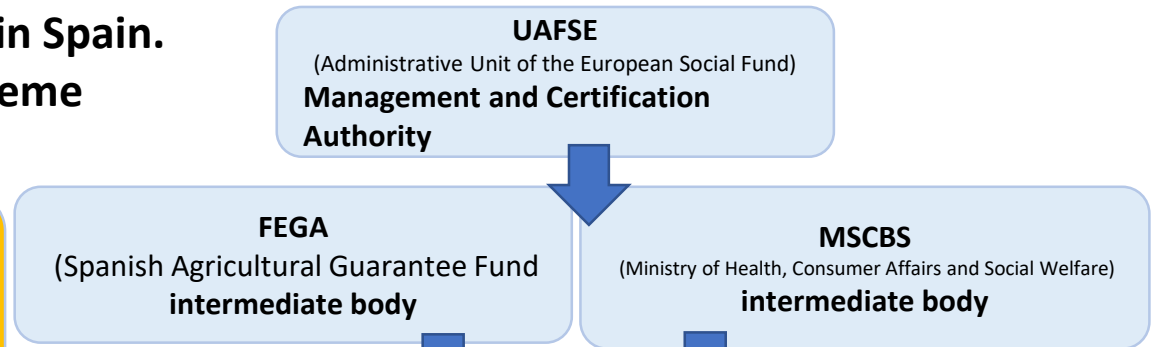 in Spain.
eme
UAFSE
(Administrative Unit of the European Social Fund)
Management and Certification
Authority
FEGA
(Spanish Agricultural Guarantee Fund
intermediate body
MSCBS
(Ministry of Health, Consumer Affairs and Social Welfare)
intermediate body